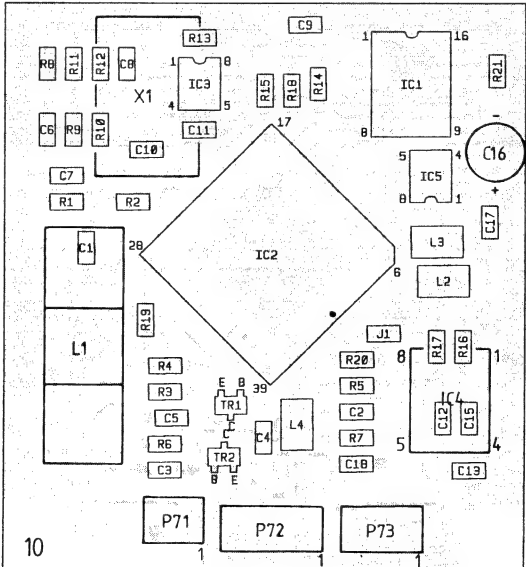 C9
R13
1 8
1 16
R8 R11 R12 C8
IC3
IC1
R21
X1
R15 R18 R14
4 5
-
C6 R9 R10
C11
17
8 9
C10
5 4
C16
IC5
C7
+
R1 R2
8 1
C17
C1
28
IC2
L3
6
L2
R19
J1
L1
R17 R16
8 1
R4
R20
39
E B
R3
TR1
R5
IC4
C
C5
C4
L4
C2
C12 C15
C
R6
R7
5 4
TR2
C3
B E
C18
C13
P71
P72
P73
1
1
1
10